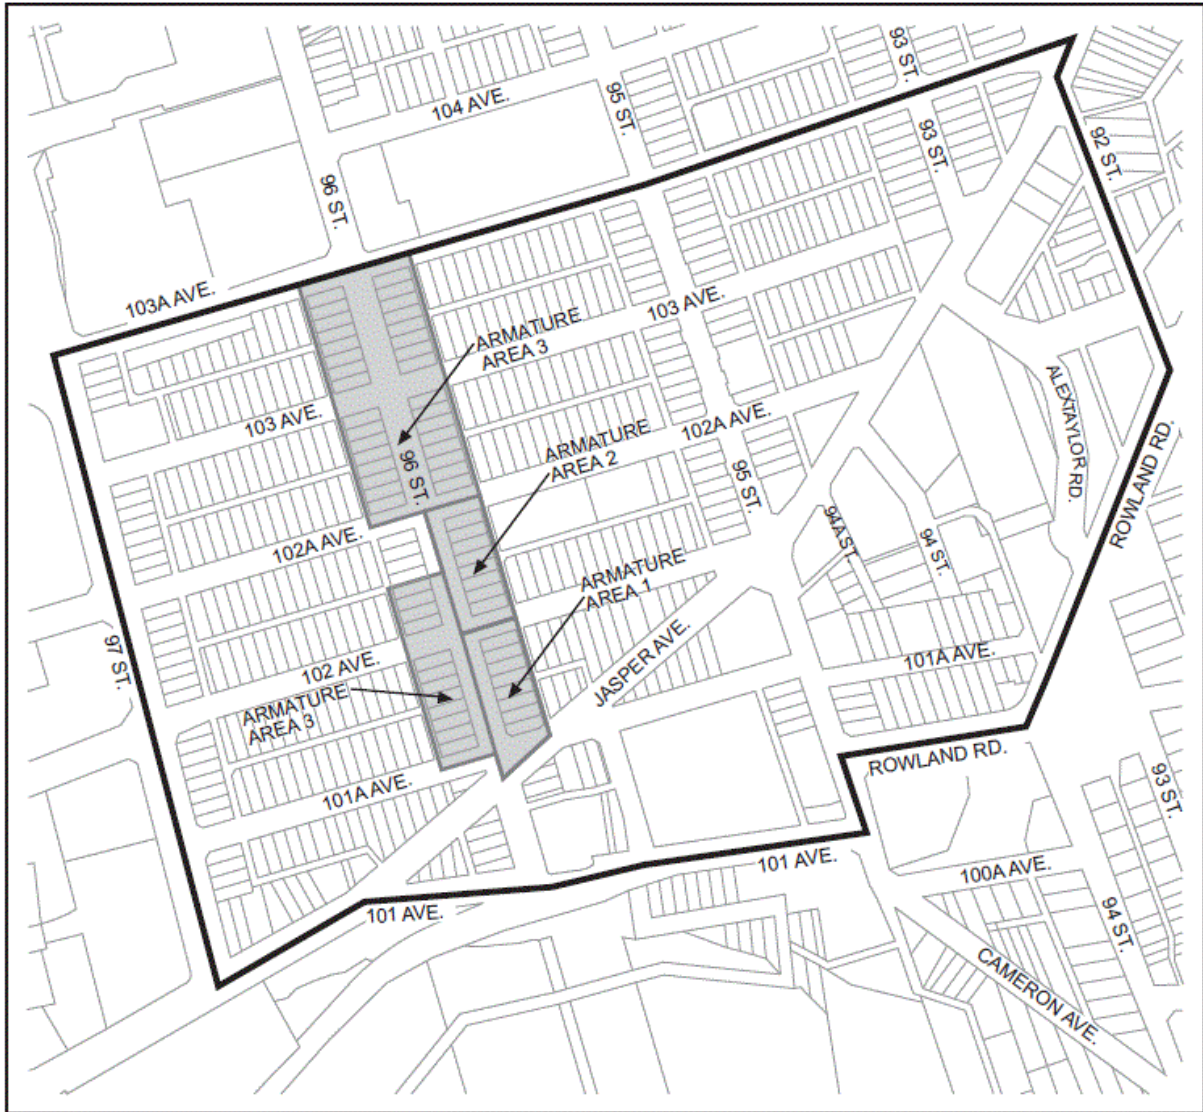 93 ST.
104 AVE.
95 ST.
93 ST.
92 ST.
96 ST.
103A AVE.
103 AVE.
ARMATURE
AREA 3
103 AVE.
ALEXTAYLOR RD.
102A AVE.
ARMATURE
AREA 2
96 ST.
95 ST.
ROWLAND RD.
94A ST.
94 ST.
102A AVE.
ARMATURE
AREA 1
97 ST.
102 AVE.
JASPER AVE.
101A AVE.
ARMATURE
AREA 3
ROWLAND RD.
101A AVE.
93 ST.
101 AVE.
100A AVE.
101 AVE.
94 ST.
CAMERON AVE.